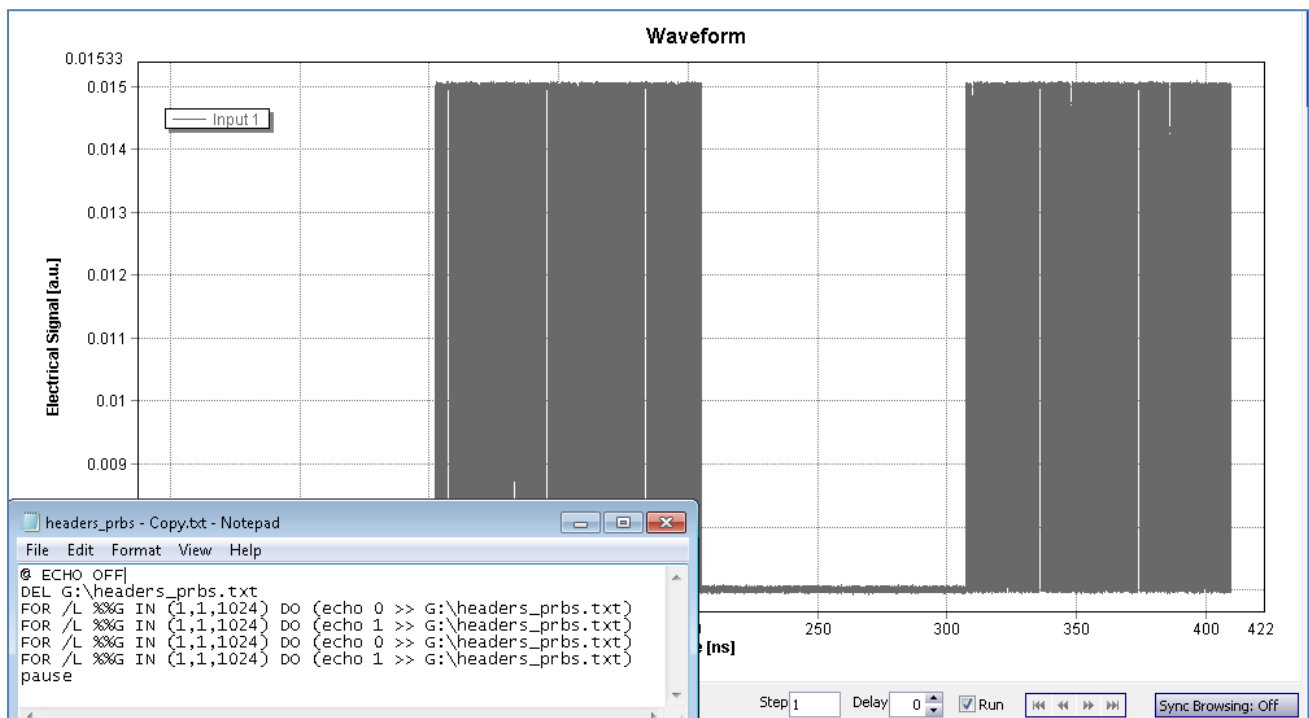 Waveform
0.01533
0.015
Input 1
0.014
0.013
0.012
0.011
0.01
0.009
Electrical Signal [a.u.]
250
300
350
400
422
[ns]
headers_prbs - Copy.txt - Notepad
File Edit Format View Help
@ ECHO OFF
DEL G:\headers_prbs.txt
FOR /L %%G IN (1,1,1024) DO (echo 0 >> G:\headers_prbs.txt)
FOR /L %%G IN (1,1,1024) DO (echo 1 >> G:\headers_prbs.txt)
FOR /L %%G IN (1,1,1024) DO (echo 0 >> G:\headers_prbs.txt)
FOR /L %%G IN (1,1,1024) DO (echo 1 >> G:\headers_prbs.txt)
pause
Step 1 Delay 0 Run Sync Browsing: Off